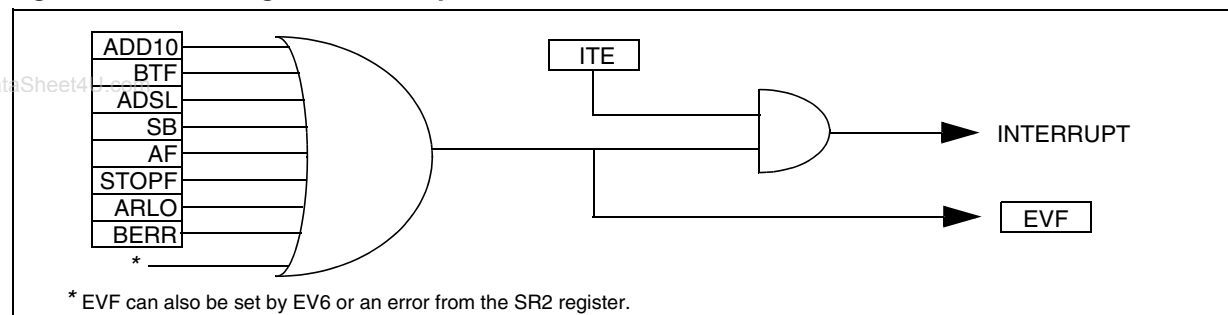 ADD10
BTF
ADSL
SB
AF
STOPF
ARLO
BERR
*
ITE
INTERRUPT
EVF
* EVF can also be set by EV6 or an error from the SR2 register.